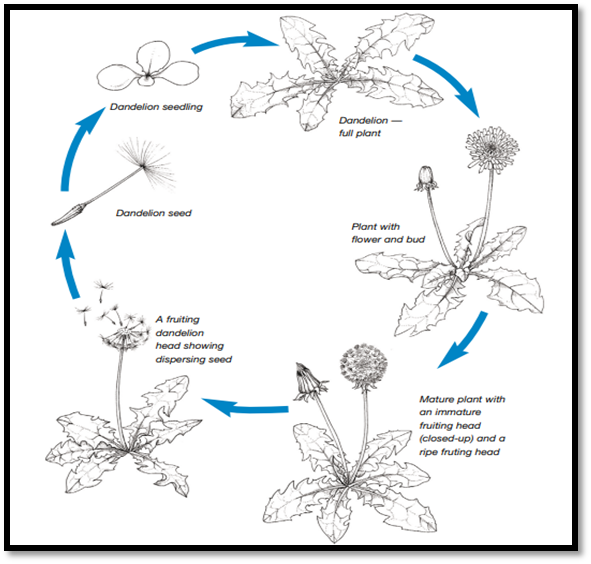 Dandelion seedling
Dandelion —
full plant
Plant with
flower and bud
Mature plant with
an immature
fruiting head
(closed-up) and a
ripe fruting head
A fruiting
dandelion
head showing
dispersing seed
Dandelion seed